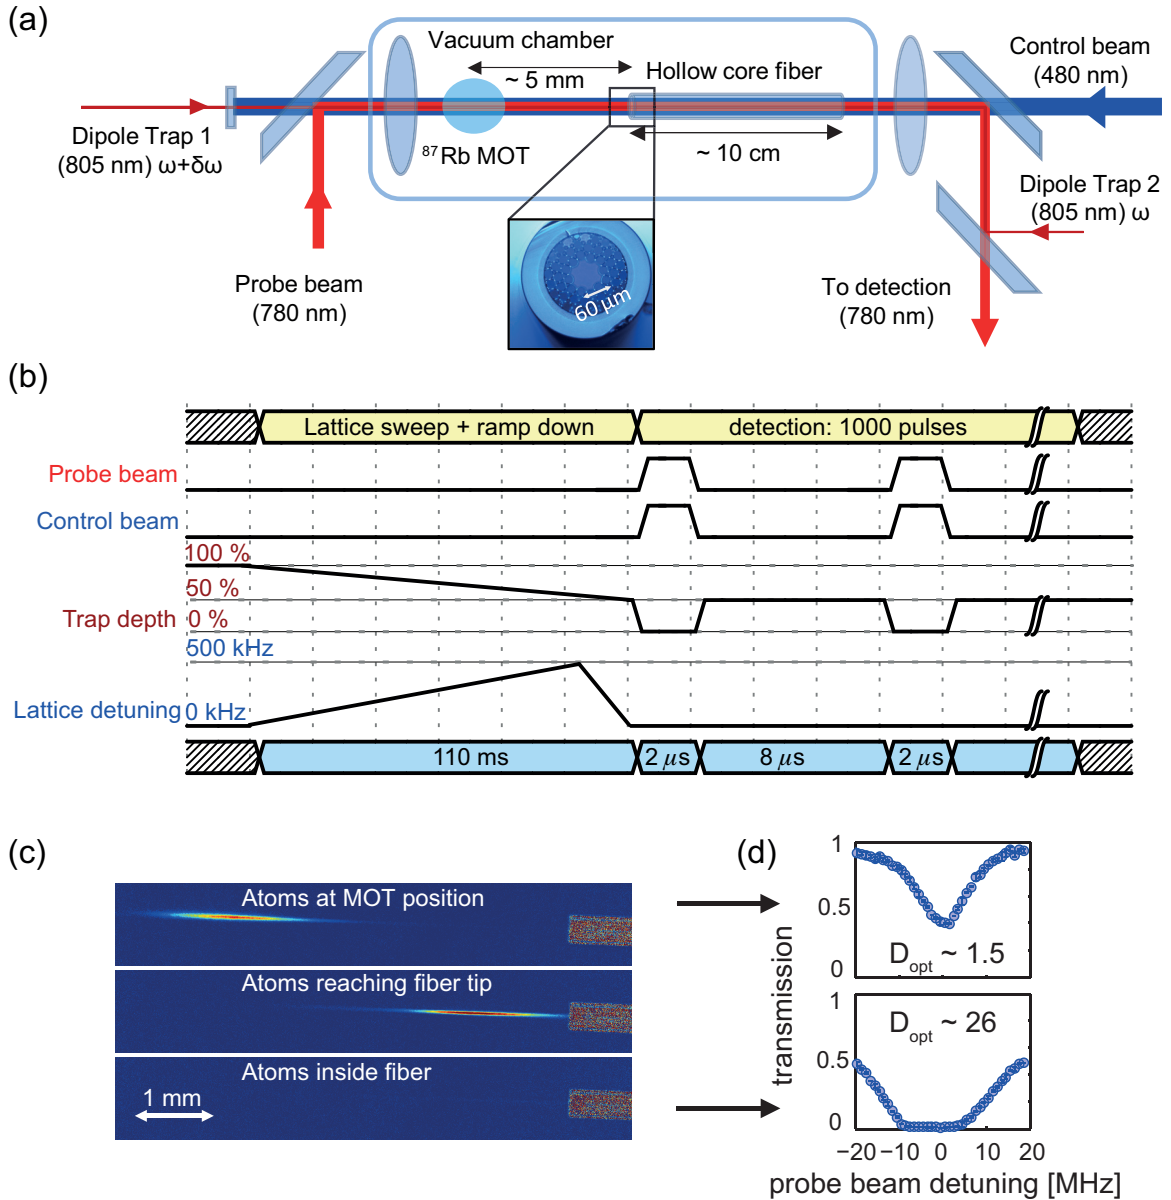 (a)
Vacuum chamber
~ 5 mm
Hollow core fiber
Control beam
(480 nm)
Dipole Trap 1
(805 nm) ω+δω
⁸⁷Rb MOT
~ 10 cm
Dipole Trap 2
(805 nm) ω
60 μm
Probe beam
(780 nm)
To detection
(780 nm)
(b)
Lattice sweep + ramp down
detection: 1000 pulses
Probe beam
Control beam
100 %
50 %
Trap depth
0 %
500 kHz
Lattice detuning
0 kHz
110 ms
2 μs
8 μs
2 μs
(c)
Atoms at MOT position
Atoms reaching fiber tip
Atoms inside fiber
1 mm
(d)
1
0.5
0
D_opt ~ 1.5
transmission
1
0.5
0
D_opt ~ 26
−20 −10 0 10 20
probe beam detuning [MHz]